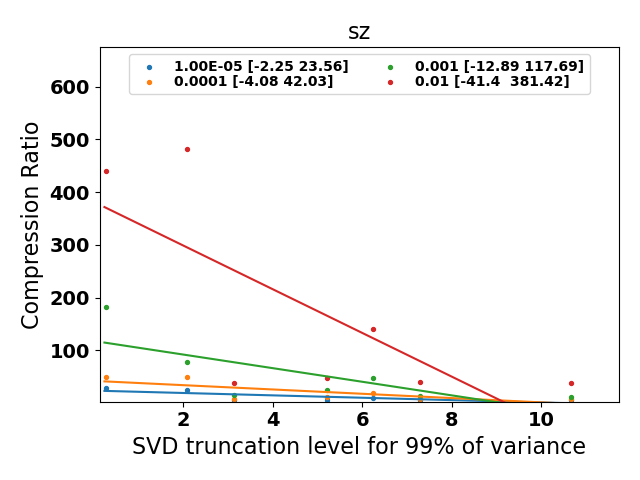 sz
1.00E-05 [-2.25 23.56]
0.0001 [-4.08 42.03]
0.001 [-12.89 117.69]
0.01 [-41.4  381.42]
Compression Ratio
600
500
400
300
200
100
2 4 6 8 10
SVD truncation level for 99% of variance